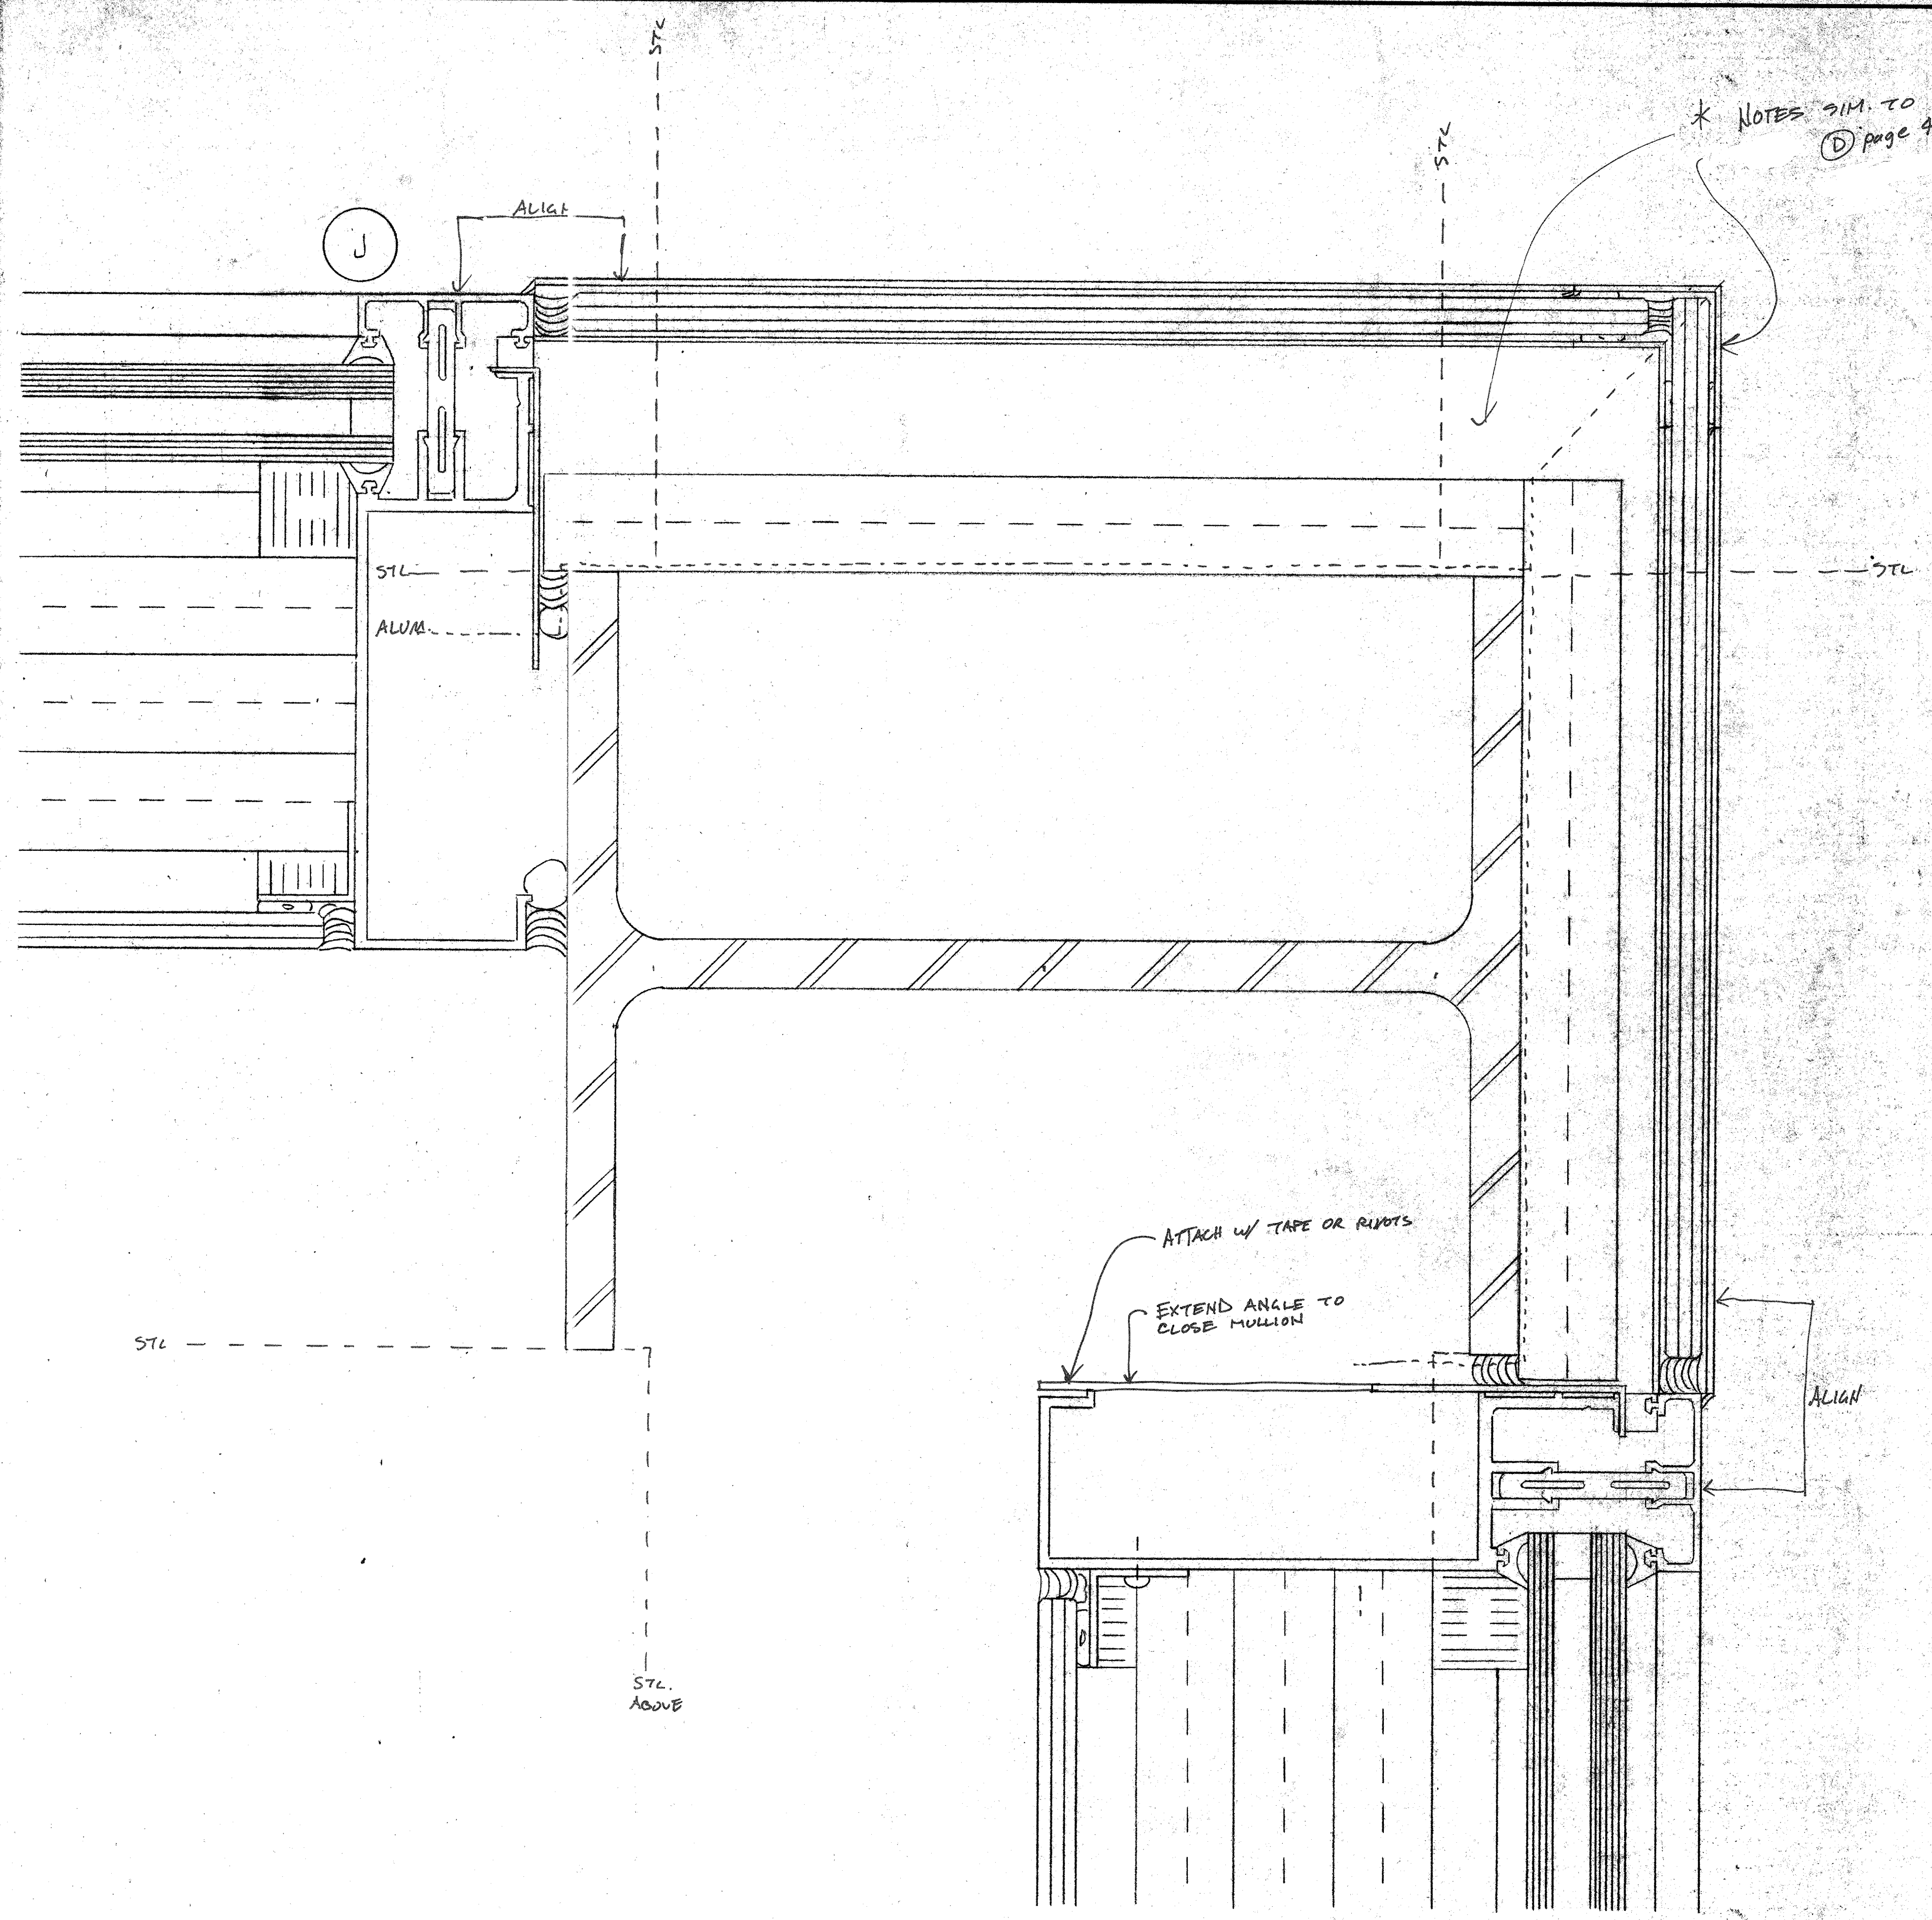 STL
STL
* NOTES SIM. TO
D page 4
ALIGN
J
STL
STL
ALUM.
ATTACH W/ TAPE OR RIVOTS
EXTEND ANGLE TO
CLOSE MULLION
STL
ALIGN
STL.
ABOVE